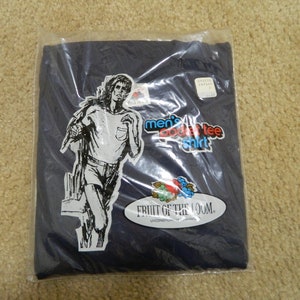 men's
pocket tee
shirt
FRUIT OF THE LOOM.